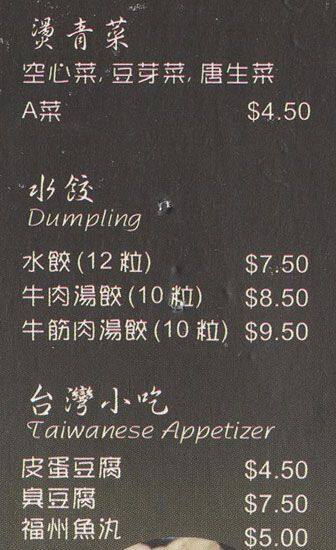 燙青菜
空心菜, 豆芽菜, 唐生菜
A菜 $4.50
水餃
Dumpling
水餃 (12 粒) $7.50
牛肉湯餃 (10 粒) $8.50
牛筋肉湯餃 (10 粒) $9.50
台灣小吃
Taiwanese Appetizer
皮蛋豆腐 $4.50
臭豆腐 $7.50
福州魚丸 $5.00